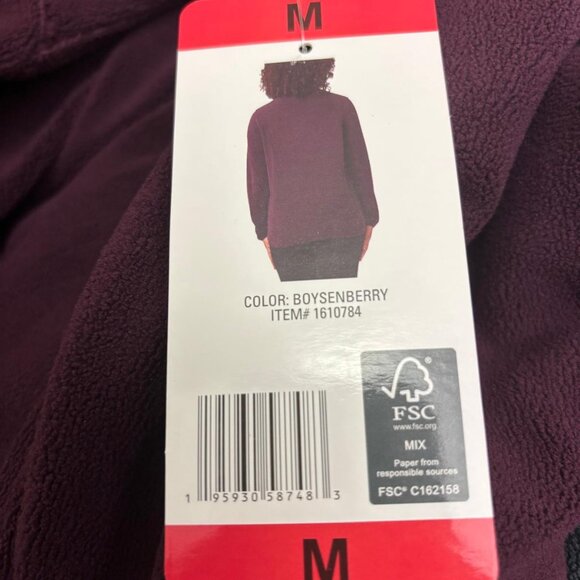 M
COLOR: BOYSENBERRY
ITEM# 1610784
1 95930 58748 3
®
FSC
www.fsc.org
MIX
Paper from
responsible sources
FSC® C162158
M